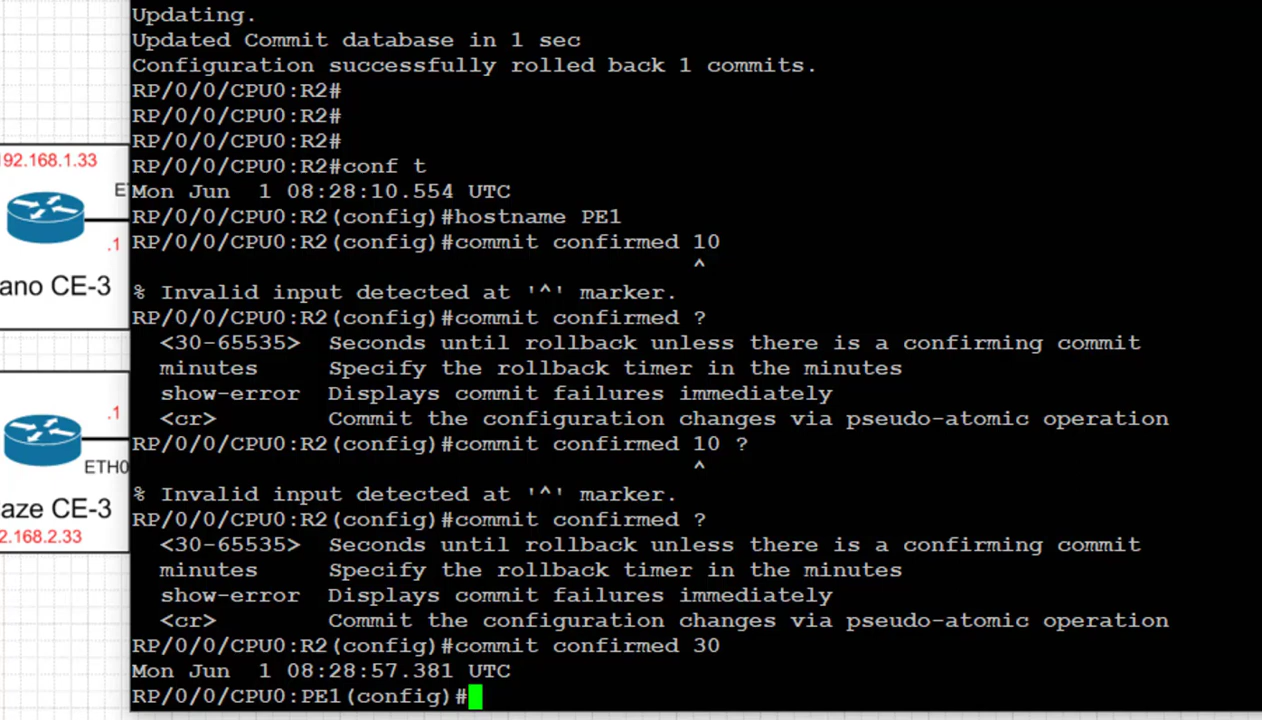 Updating.
Updated Commit database in 1 sec
Configuration successfully rolled back 1 commits.
RP/0/0/CPU0:R2#
RP/0/0/CPU0:R2#
RP/0/0/CPU0:R2#
RP/0/0/CPU0:R2#conf t
Mon Jun  1 08:28:10.554 UTC
RP/0/0/CPU0:R2(config)#hostname PE1
RP/0/0/CPU0:R2(config)#commit confirmed 10
^
% Invalid input detected at '^' marker.
RP/0/0/CPU0:R2(config)#commit confirmed ?
<30-65535>  Seconds until rollback unless there is a confirming commit
minutes     Specify the rollback timer in the minutes
show-error  Displays commit failures immediately
<cr>        Commit the configuration changes via pseudo-atomic operation
RP/0/0/CPU0:R2(config)#commit confirmed 10 ?
^
% Invalid input detected at '^' marker.
RP/0/0/CPU0:R2(config)#commit confirmed ?
<30-65535>  Seconds until rollback unless there is a confirming commit
minutes     Specify the rollback timer in the minutes
show-error  Displays commit failures immediately
<cr>        Commit the configuration changes via pseudo-atomic operation
RP/0/0/CPU0:R2(config)#commit confirmed 30
Mon Jun  1 08:28:57.381 UTC
RP/0/0/CPU0:PE1(config)#
92.168.1.33
E
.1
ano CE-3
.1
ETH0
aze CE-3
2.168.2.33